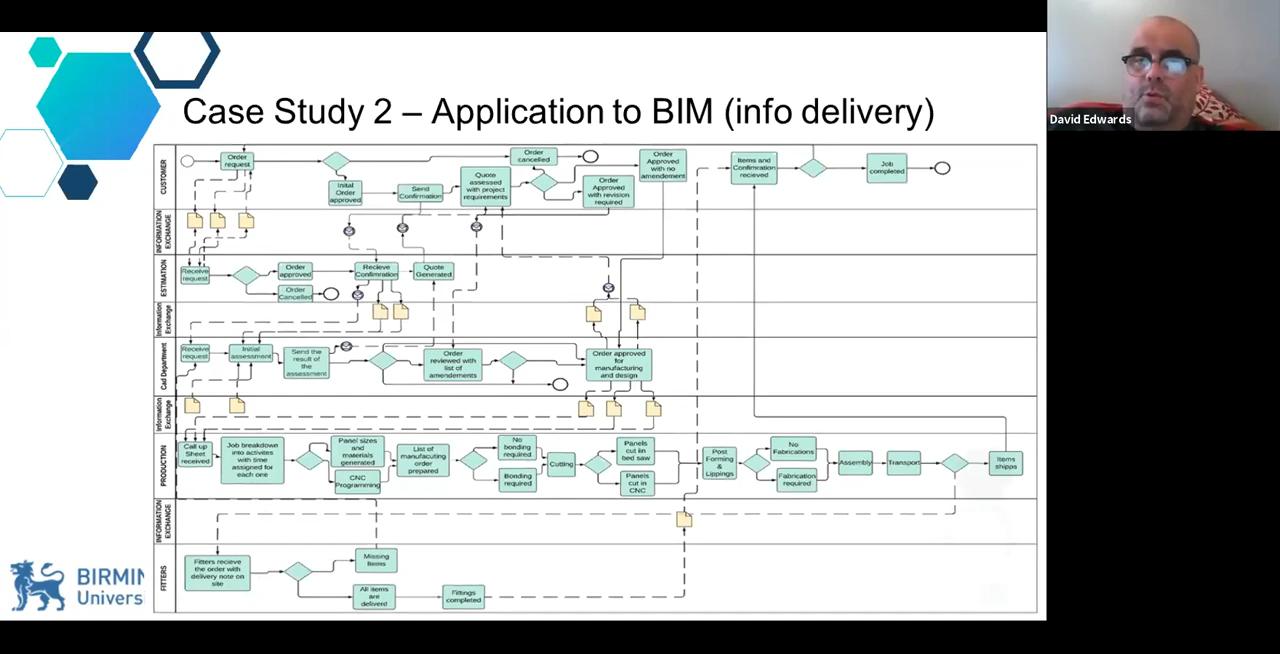 David Edwards
Case Study 2 – Application to BIM (info delivery)
CUSTOMER
Order
request
Inital
Order
approved
Send
Confirmation
Quote
assessed
with project
requirements
Order
cancelled
Order
Approved
with revision
required
Order
Approved
with no
amendement
Items and
Confirmation
recieved
Job
completed
INFORMATION
EXCHANGE
ESTIMATION
Receive
request
Order
approved
Order
Cancelled
Recieve
Confimration
Quote
Generated
Information
Exchange
Cad Department
Receive
request
Initial
assessment
Send the
result of
the
assessment
Order
reviewed with
list of
amendements
Order approved
for
manufacturing
and design
Information
Exchange
PRODUCTION
Call up
Sheet
received
Job breakdown
into activites
with time
assigned for
each one
Panel sizes
and
materials
generated
CNC
Programming
List of
manufacuting
order
prepared
No
bonding
required
Bonding
required
Cutting
Panels
cut in
bed saw
Panels
cut in
CNC
Post
Forming
&
Lippings
No
Fabrications
Fabrication
required
Assembly
Transport
Items
shipps
INFORMATION
EXCHANGE
FITTERS
Fitters recieve
the order with
delivery note on
site
Missing
Items
All items
are
deliverd
Fittings
completed
BIRMIN
Univers